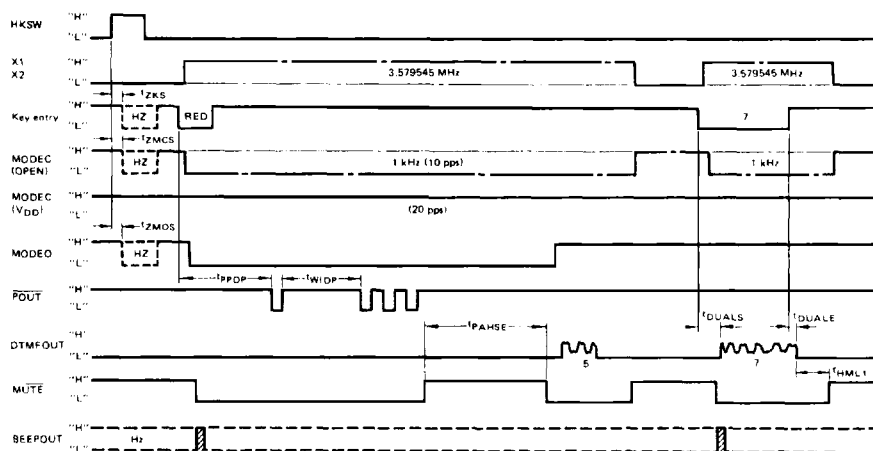 HKSW "H"
"L"
X1 "H"
X2 "L" 3.579545 MHz 3.579545 MHz
tZKS
Key entry "H" HZ RED 7
"L"
tZMCS
MODEC "H" HZ 1 kHz (10 pps) 1 kHz
(OPEN) "L"
MODEC "H"
(VDD) "L" (20 pps)
tZMOS
MODEO "H" HZ
"L"
tPPDP tWIDP
POUT "H"
"L"
tDUALS tDUALE
tPAHSE
DTMFOUT "H"
"L" 5 7
tHML1
MUTE "H"
"L"
BEEPOUT "H" Hz
"L"